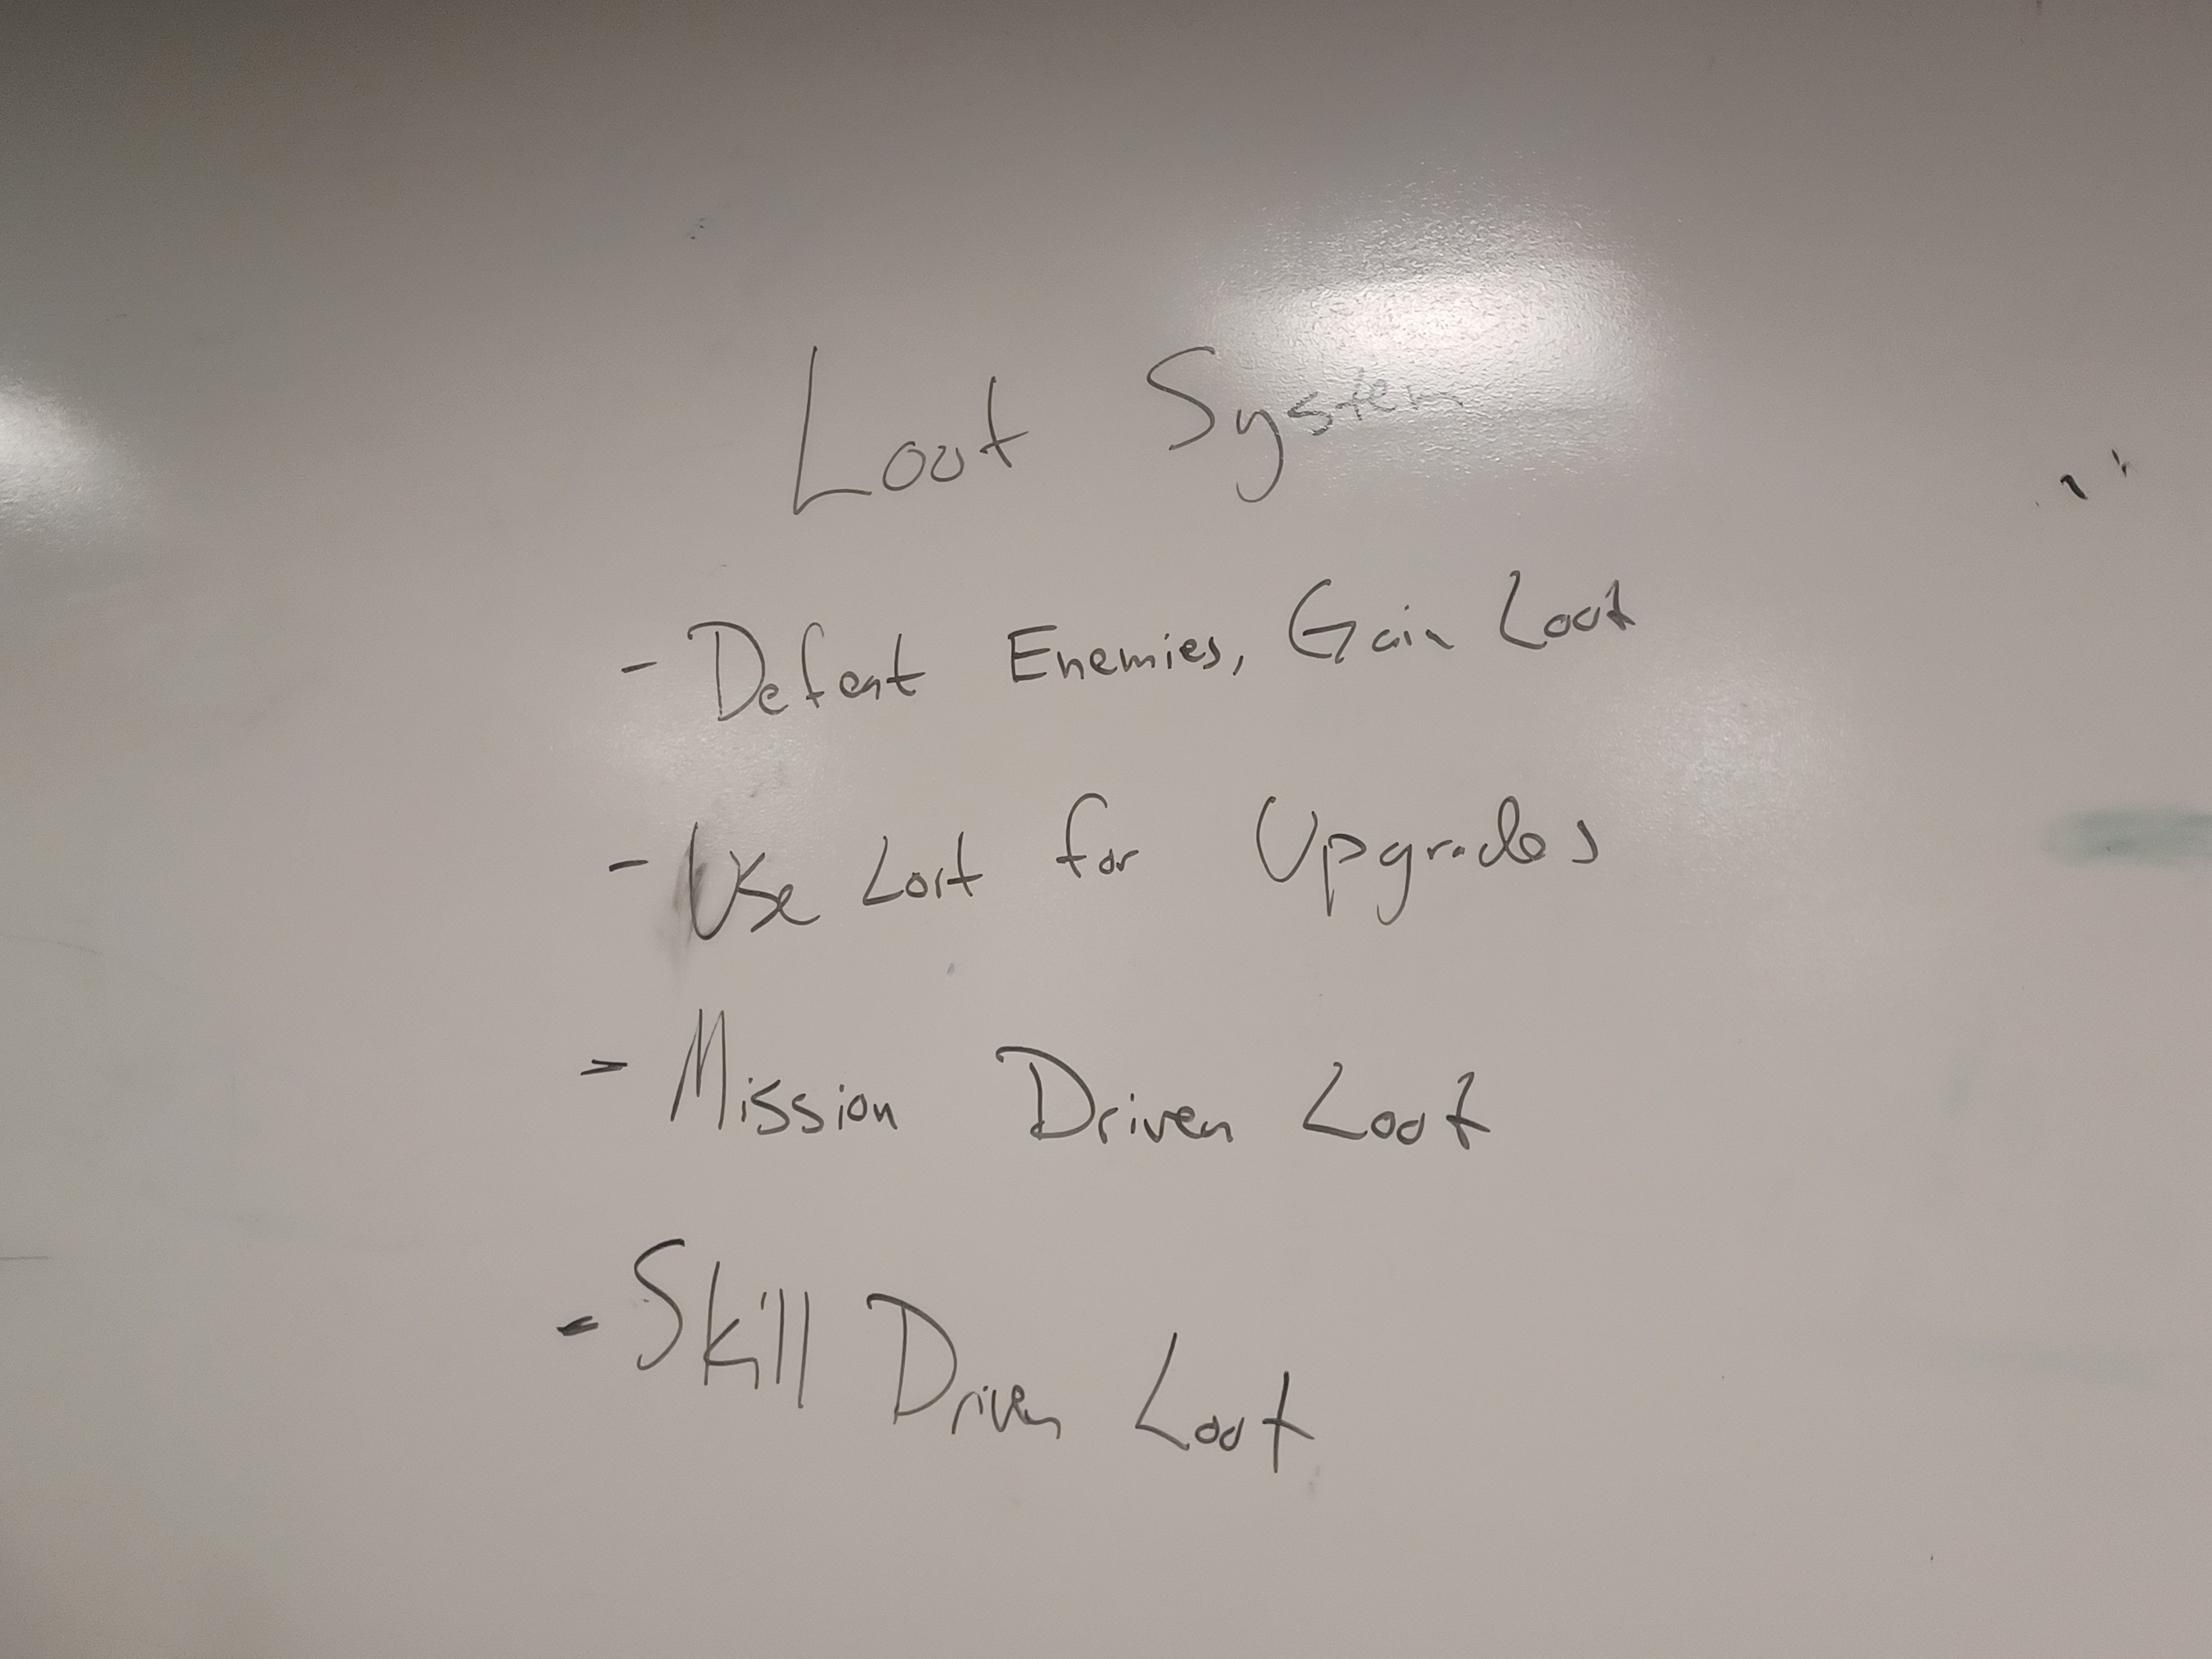 Loot System
- Defeat Enemies, Gain Loot
- Use Loot for Upgrades
- Mission Driven Loot
- Skill Driven Loot